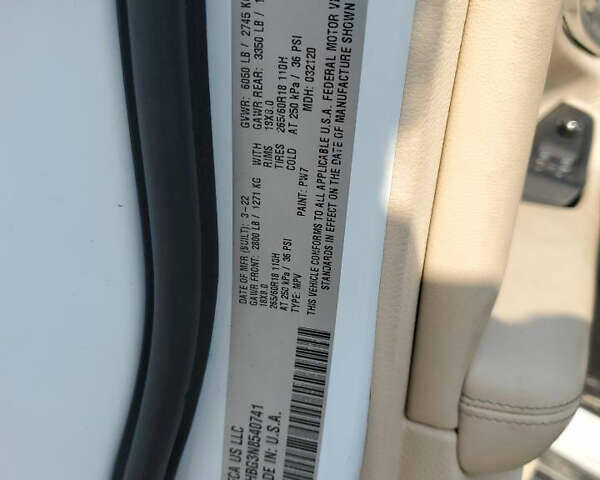 ECA US LLC
DATE OF MFR (BUILT): 3-22
GVWR: 6050 LB / 2745 K
GAWR FRONT: 2800 LB / 1271 KG WITH
GAWR REAR: 3350 LB /
18X8.0 RIMS
18X8.0
265/60R18 110H TIRES
265/60R18 110H
AT 250 kPa / 36 PSI COLD
AT 250 kPa / 36 PSI
HBG3N8540741
TYPE: MPV
PAINT: PW7
MDH: 032120
ADE IN: U.S.A.
THIS VEHICLE CONFORMS TO ALL APPLICABLE U.S.A. FEDERAL MOTOR VE
STANDARDS IN EFFECT ON THE DATE OF MANUFACTURE SHOWN